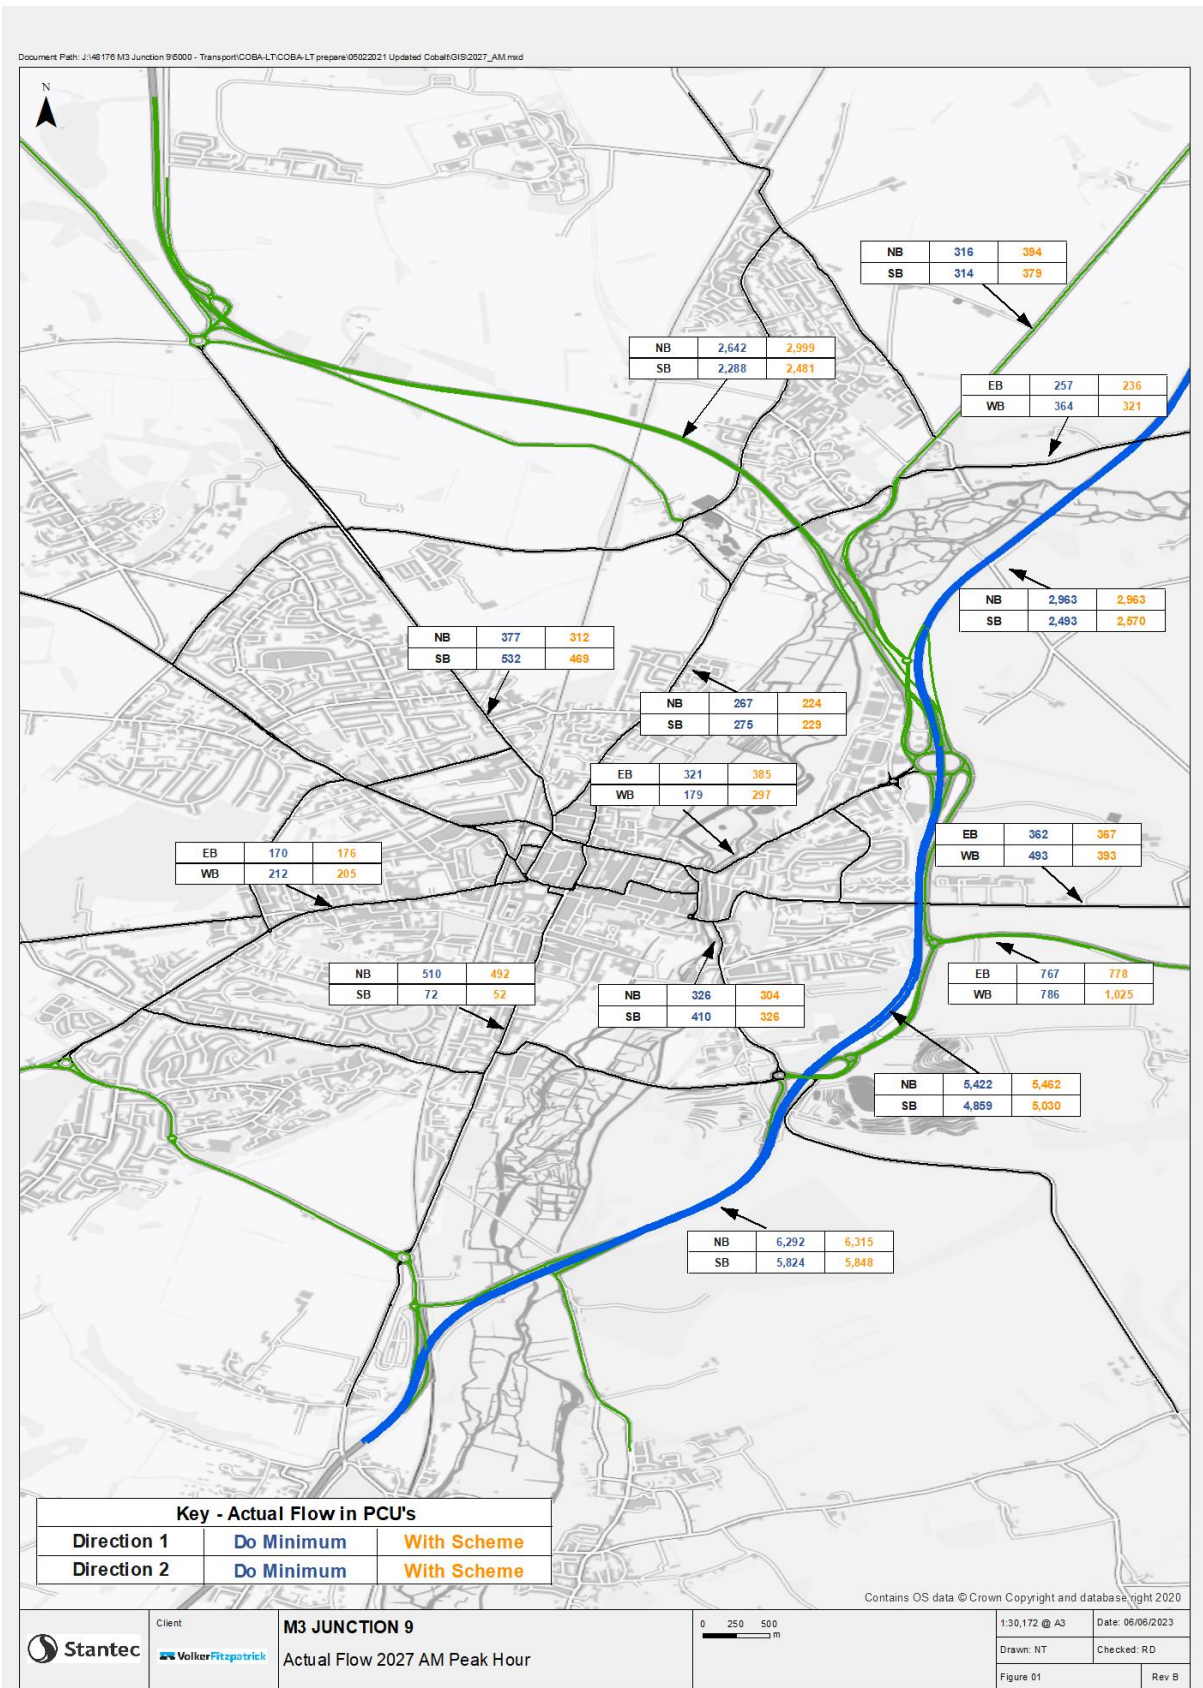 Document Path: J:\48176 M3 Junction 9\5000 - Transport\COBA-LT\COBA-LT prepare\05022021 Updated Cobalt\GIS\2027_AM.mxd
N
NB 316 394
SB 314 379
NB 2,642 2,999
SB 2,288 2,481
EB 257 236
WB 364 321
NB 2,963 2,963
SB 2,493 2,570
NB 377 312
SB 532 469
NB 267 224
SB 275 229
EB 321 385
WB 179 297
EB 362 367
WB 493 393
EB 170 176
WB 212 205
NB 510 492
SB 72 52
NB 326 304
SB 410 326
EB 767 778
WB 786 1,025
NB 5,422 5,462
SB 4,859 5,030
NB 6,292 6,315
SB 5,824 5,848
Key - Actual Flow in PCU's
Direction 1 Do Minimum With Scheme
Direction 2 Do Minimum With Scheme
Contains OS data © Crown Copyright and database right 2020
Stantec
Client
VolkerFitzpatrick
M3 JUNCTION 9
Actual Flow 2027 AM Peak Hour
0 250 500
m
1:30,172 @ A3 Date: 06/06/2023
Drawn: NT Checked: RD
Figure 01 Rev B